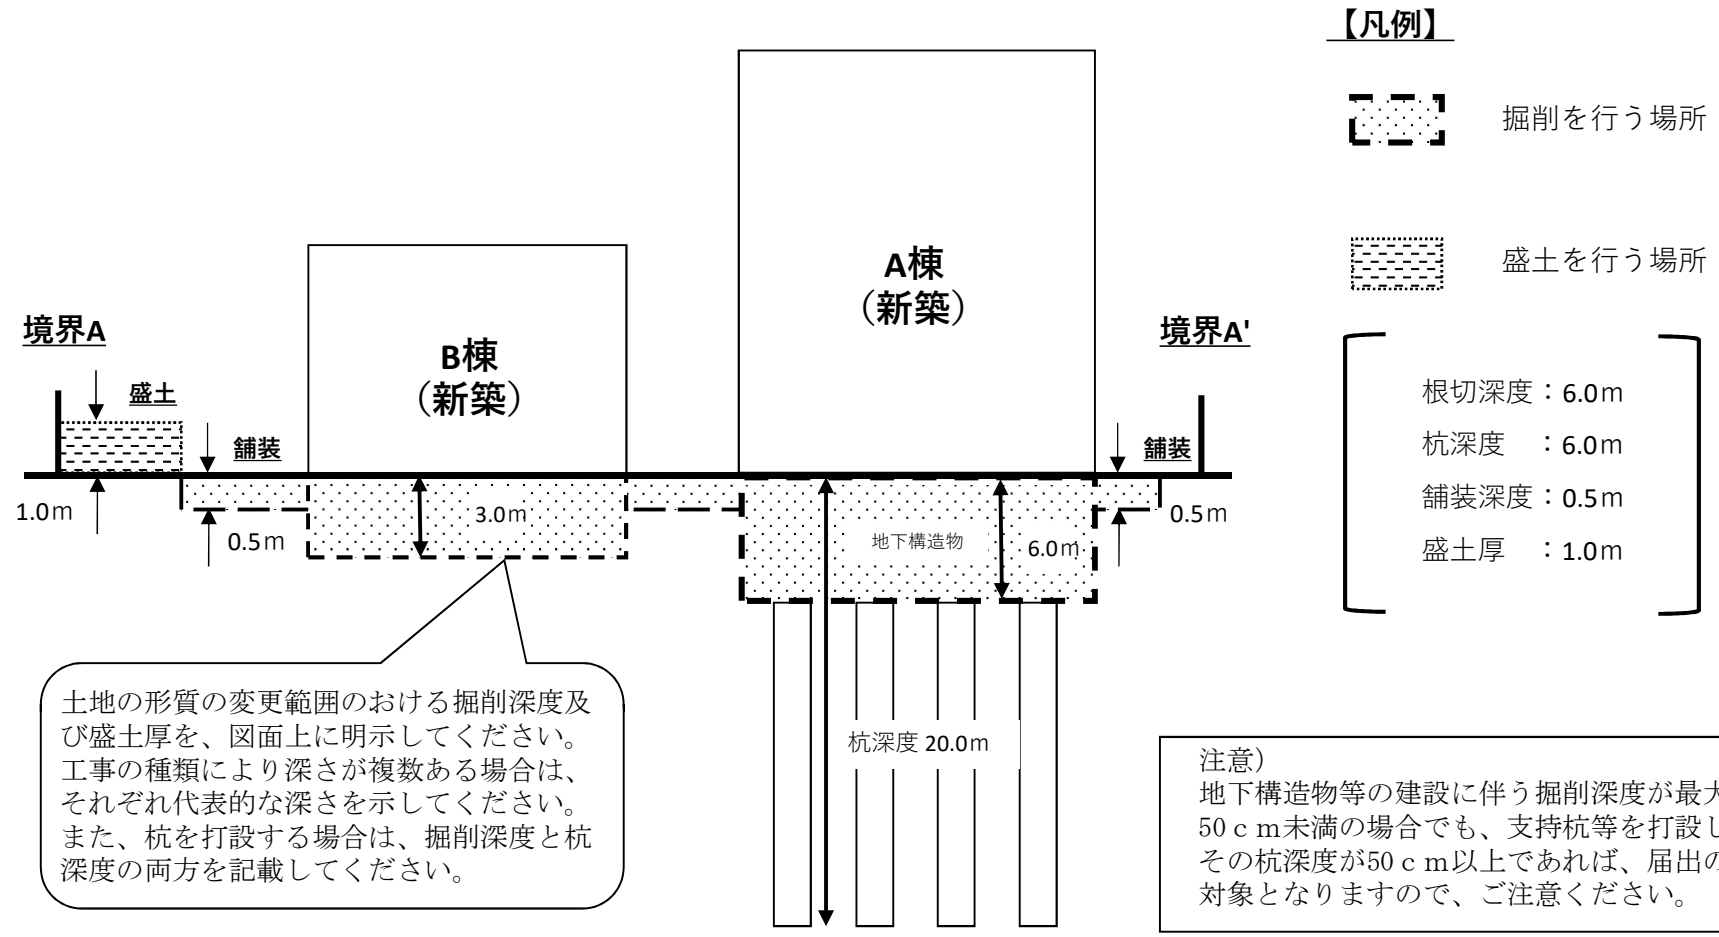 【凡例】
掘削を行う場所
盛土を行う場所
A棟
（新築）
境界A
境界A'
B棟
（新築）
盛土
舗装
舗装
根切深度：6.0ｍ
杭深度　：6.0ｍ
舗装深度：0.5ｍ
盛土厚　：1.0ｍ
1.0ｍ
0.5ｍ
3.0ｍ
地下構造物
6.0ｍ
0.5ｍ
杭深度 20.0ｍ
土地の形質の変更範囲のおける掘削深度及
び盛土厚を、図面上に明示してください。
工事の種類により深さが複数ある場合は、
それぞれ代表的な深さを示してください。
また、杭を打設する場合は、掘削深度と杭
深度の両方を記載してください。
注意）
地下構造物等の建設に伴う掘削深度が最大
50ｃｍ未満の場合でも、支持杭等を打設し
その杭深度が50ｃｍ以上であれば、届出の
対象となりますので、ご注意ください。